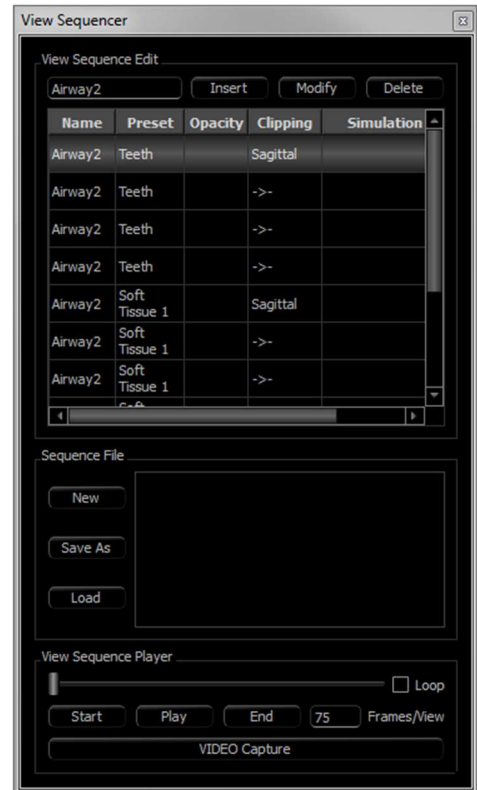 View Sequencer
View Sequence Edit
Airway2 Insert Modify Delete
Name Preset Opacity Clipping Simulation
Airway2 Teeth Sagittal
Airway2 Teeth ->-
Airway2 Teeth ->-
Airway2 Teeth ->-
Airway2 Soft Tissue 1 Sagittal
Airway2 Soft Tissue 1 ->-
Airway2 Soft Tissue 1 ->-
Sequence File
New
Save As
Load
View Sequence Player
Loop
Start Play End 75 Frames/View
VIDEO Capture